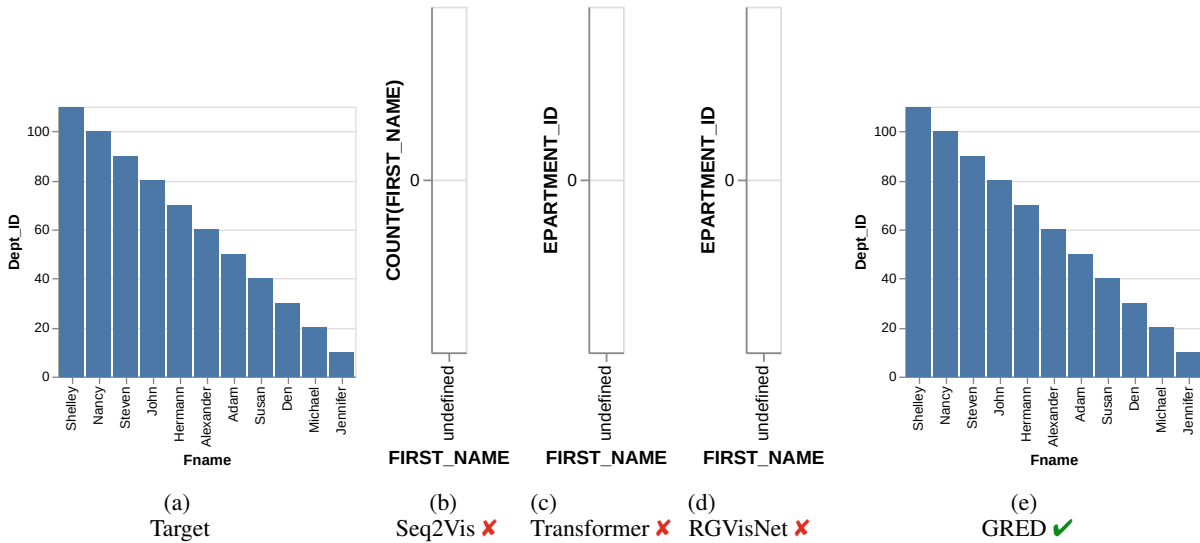 Dept_ID
100
80
60
40
20
0
Shelley
Nancy
Steven
John
Hermann
Alexander
Adam
Susan
Den
Michael
Jennifer
Fname
(a)
Target
COUNT(FIRST_NAME)
0
undefined
FIRST_NAME
(b)
Seq2Vis ✘
EPARTMENT_ID
0
undefined
FIRST_NAME
(c)
Transformer ✘
EPARTMENT_ID
0
undefined
FIRST_NAME
(d)
RGVisNet ✘
Dept_ID
100
80
60
40
20
0
Shelley
Nancy
Steven
John
Hermann
Alexander
Adam
Susan
Den
Michael
Jennifer
Fname
(e)
GRED ✔